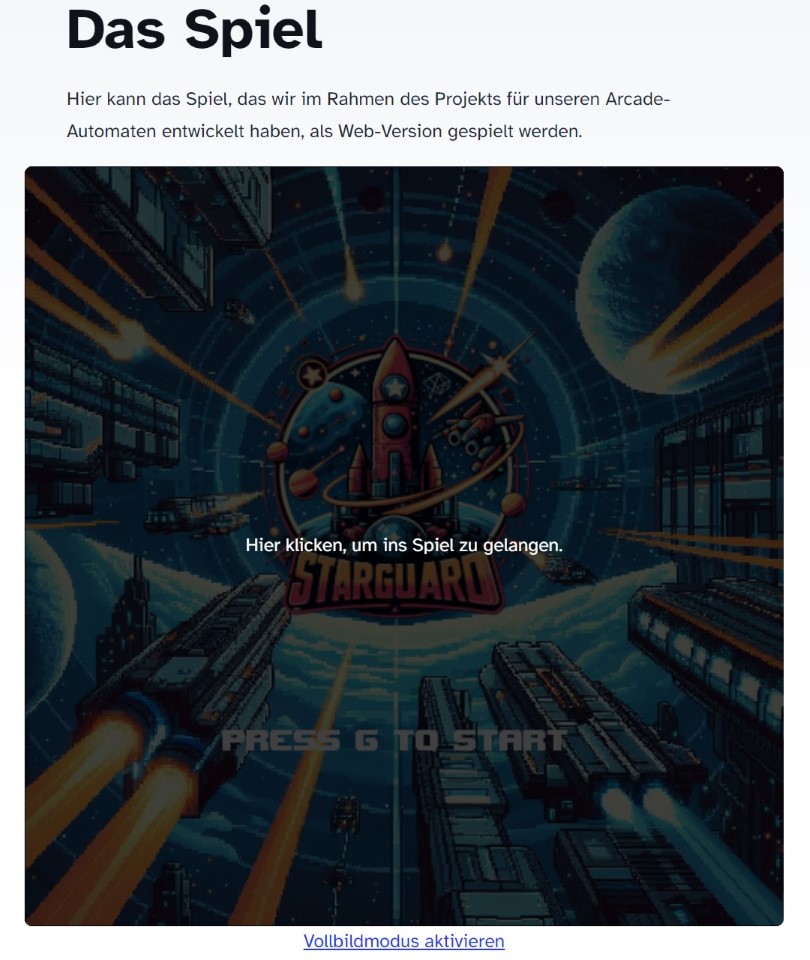 Das Spiel
Hier kann das Spiel, das wir im Rahmen des Projekts für unseren Arcade-
Automaten entwickelt haben, als Web-Version gespielt werden.
Hier klicken, um ins Spiel zu gelangen.
STARGUARD
PRESS G TO START
Vollbildmodus aktivieren